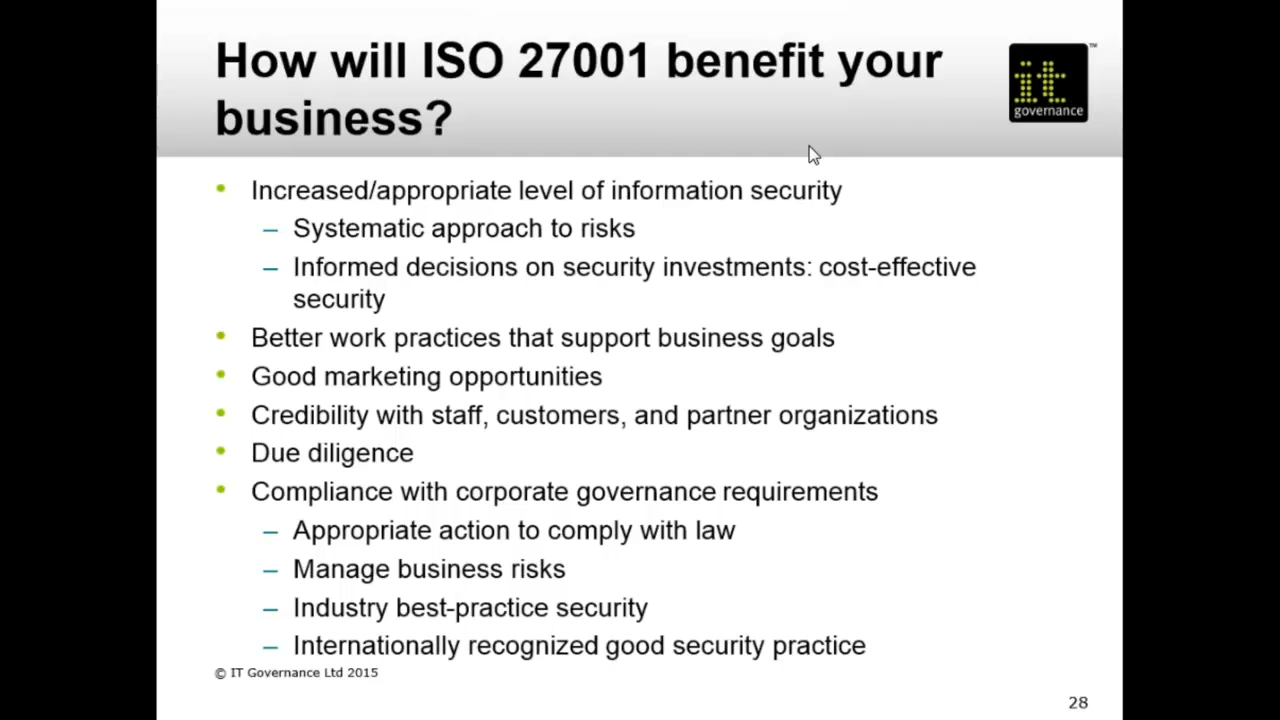 How will ISO 27001 benefit your
business?
it
governance
™
• Increased/appropriate level of information security
– Systematic approach to risks
– Informed decisions on security investments: cost-effective
security
• Better work practices that support business goals
• Good marketing opportunities
• Credibility with staff, customers, and partner organizations
• Due diligence
• Compliance with corporate governance requirements
– Appropriate action to comply with law
– Manage business risks
– Industry best-practice security
– Internationally recognized good security practice
© IT Governance Ltd 2015
28